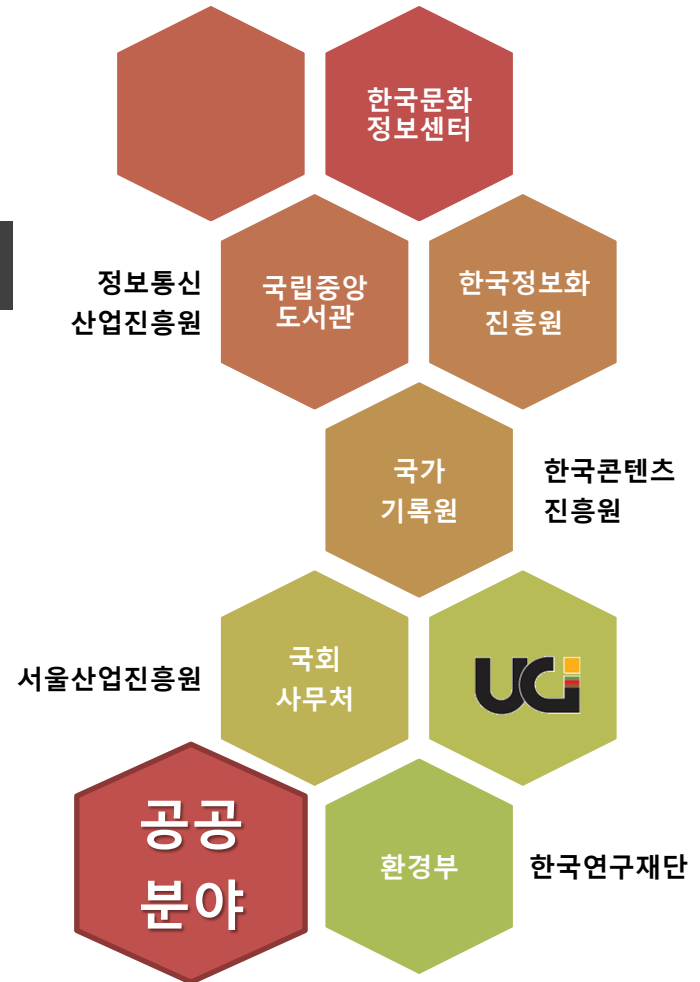 한국문화
정보센터
정보통신
산업진흥원
국립중앙
도서관
한국정보화
진흥원
국가
기록원
한국콘텐츠
진흥원
서울산업진흥원
국회
사무처
UCi
공공
분야
환경부
한국연구재단